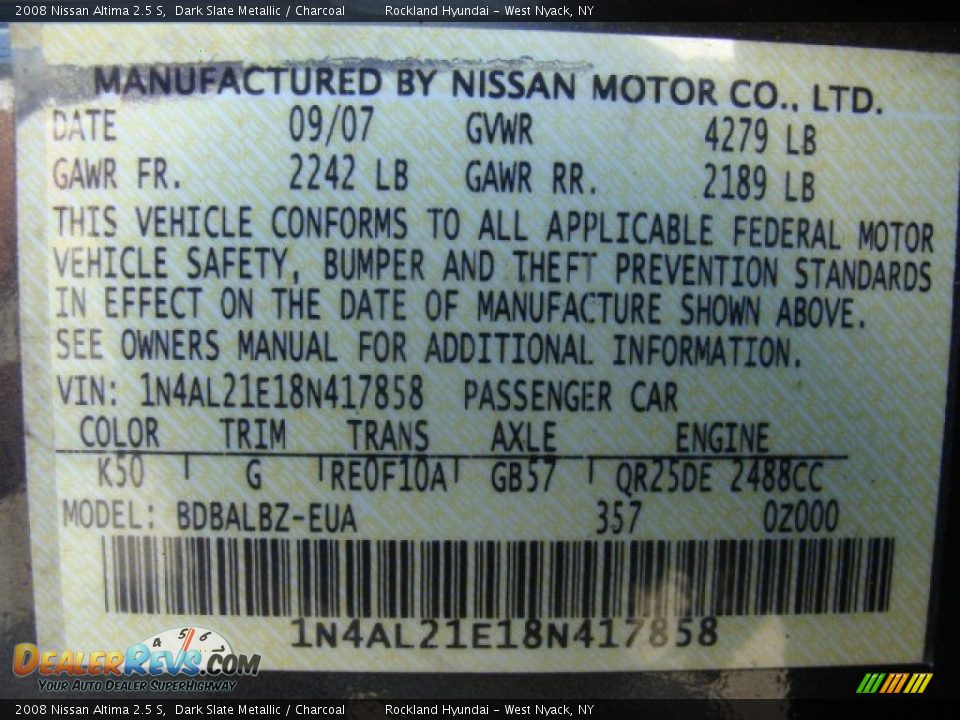 2008 Nissan Altima 2.5 S, Dark Slate Metallic / Charcoal Rockland Hyundai - West Nyack, NY
MANUFACTURED BY NISSAN MOTOR CO., LTD.
DATE 09/07 GVWR 4279 LB
GAWR FR. 2242 LB GAWR RR. 2189 LB
THIS VEHICLE CONFORMS TO ALL APPLICABLE FEDERAL MOTOR
VEHICLE SAFETY, BUMPER AND THEFT PREVENTION STANDARDS
IN EFFECT ON THE DATE OF MANUFACTURE SHOWN ABOVE.
SEE OWNERS MANUAL FOR ADDITIONAL INFORMATION.
VIN: 1N4AL21E18N417858 PASSENGER CAR
COLOR TRIM TRANS AXLE ENGINE
K50 G RE0F10A GB57 QR25DE 2488CC
MODEL: BDBALBZ-EUA 357 0Z000
1N4AL21E18N417858
4 5 6
DEALERREVS.COM
YOUR AUTO DEALER SUPERHIGHWAY
2008 Nissan Altima 2.5 S, Dark Slate Metallic / Charcoal Rockland Hyundai - West Nyack, NY